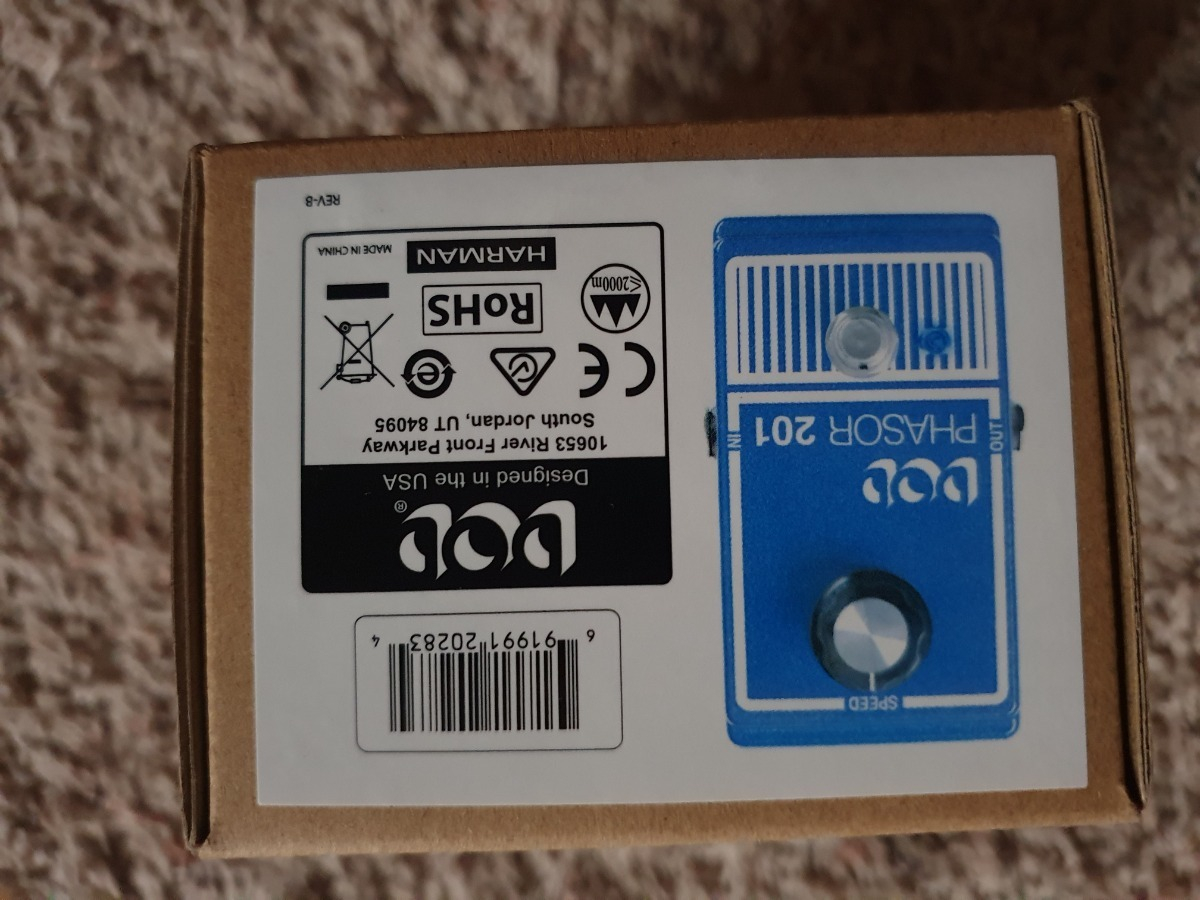 SPEED
dod
PHASOR 201
OUT
IN
6 91991 20283 4
dod®
Designed in the USA
10653 River Front Parkway
South Jordan, UT 84095
CE
e
RoHS
≤2000m
HARMAN
MADE IN CHINA
REV-B